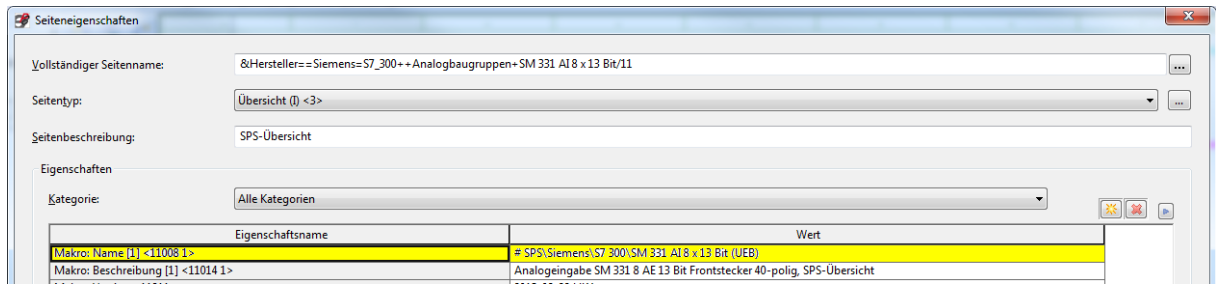 Seiteneigenschaften
Vollständiger Seitenname: &Hersteller==Siemens=S7_300++Analogbaugruppen+SM 331 AI 8 x 13 Bit/11 ...
Seitentyp: Übersicht (I) <3> ...
Seitenbeschreibung: SPS-Übersicht
Eigenschaften
Kategorie: Alle Kategorien
Eigenschaftsname Wert
Makro: Name [1] <11008 1> # SPS\Siemens\S7 300\SM 331 AI 8 x 13 Bit (UEB)
Makro: Beschreibung [1] <11014 1> Analogeingabe SM 331 8 AE 13 Bit Frontstecker 40-polig, SPS-Übersicht